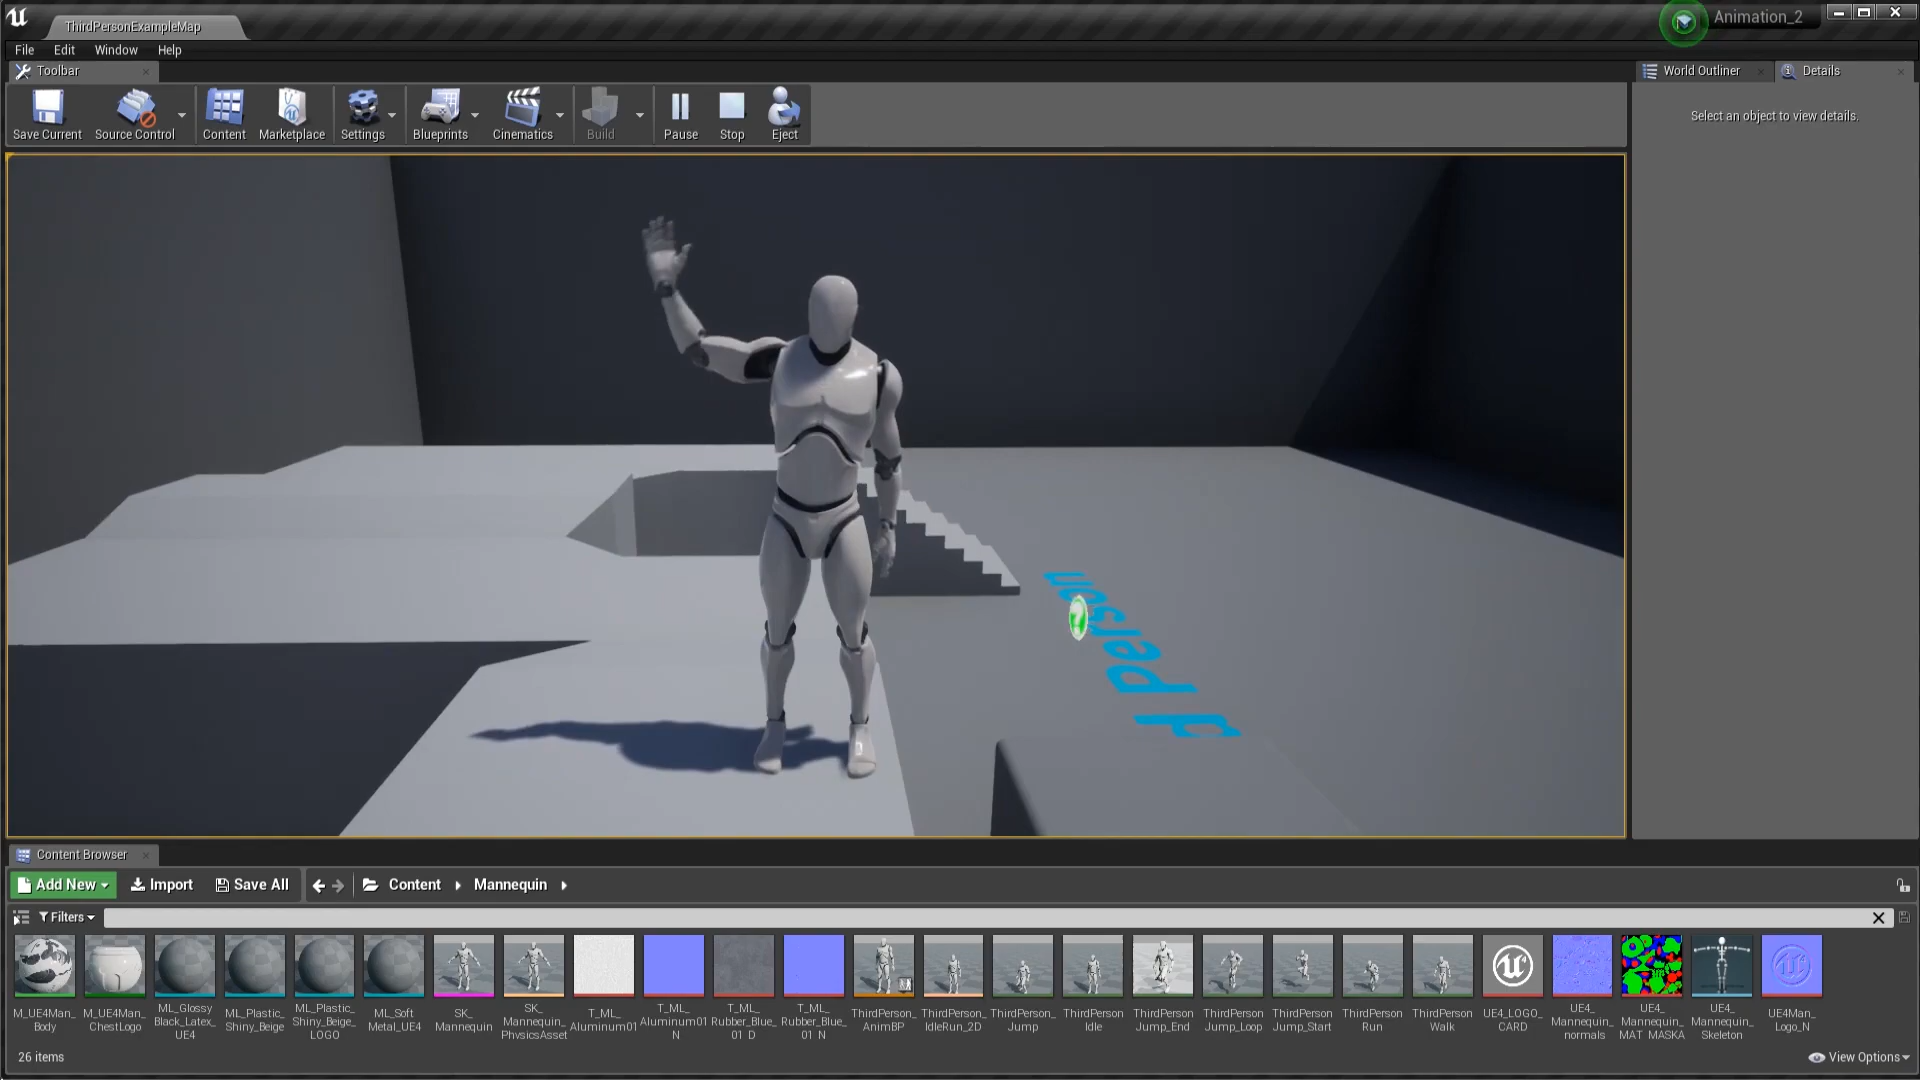 ThirdPersonExampleMap
Animation_2
File Edit Window Help
Toolbar
World Outliner
Details
Save Current
Source Control
Content
Marketplace
Settings
Blueprints
Cinematics
Build
Pause
Stop
Eject
Select an object to view details.
d Person
Content Browser
Add New
Import
Save All
Content
Mannequin
Filters
M_UE4Man_
Body
M_UE4Man_
ChestLogo
ML_Glossy
Black_Latex_
UE4
ML_Plastic_
Shiny_Beige
ML_Plastic_
Shiny_Beige_
LOGO
ML_Soft
Metal_UE4
SK_
Mannequin
SK_
Mannequin_
PhysicsAsset
T_ML_
Aluminum01
T_ML_
Aluminum01_
N
T_ML_
Rubber_Blue_
01_D
T_ML_
Rubber_Blue_
01_N
ThirdPerson_
AnimBP
ThirdPerson_
IdleRun_2D
ThirdPerson_
Jump
ThirdPerson
Idle
ThirdPerson
Jump_End
ThirdPerson
Jump_Loop
ThirdPerson
Jump_Start
ThirdPerson
Run
ThirdPerson
Walk
UE4_LOGO_
CARD
UE4_
Mannequin_
normals
UE4_
Mannequin_
MAT_MASKA
UE4_
Mannequin_
Skeleton
UE4Man_
Logo_N
26 items
View Options